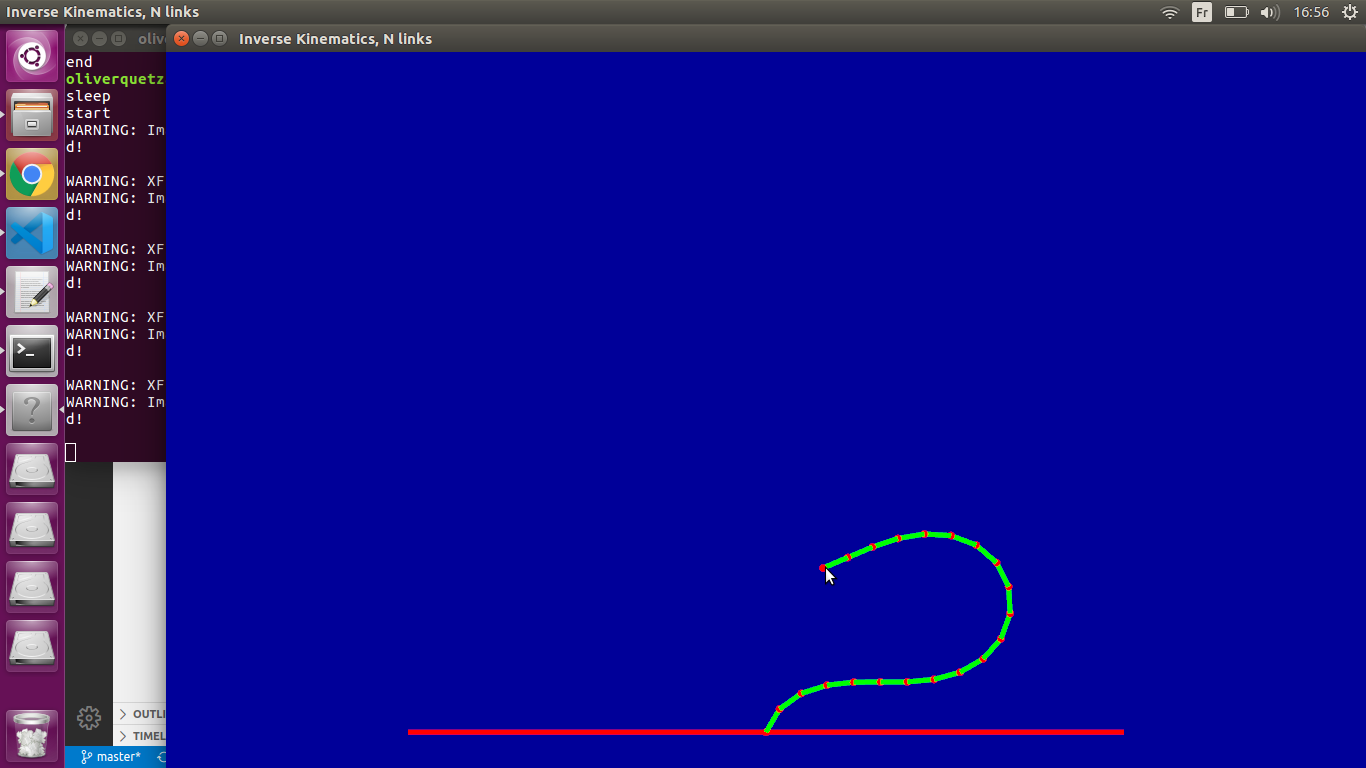 Inverse Kinematics, N links
Fr
16:56
Inverse Kinematics, N links
end
oliverquetz
sleep
start
WARNING: Im
d!
WARNING: XF
WARNING: Im
d!
WARNING: XF
WARNING: Im
d!
WARNING: XF
WARNING: Im
d!
WARNING: XF
WARNING: Im
d!
>_
?
OUTLI
TIMEL
master*